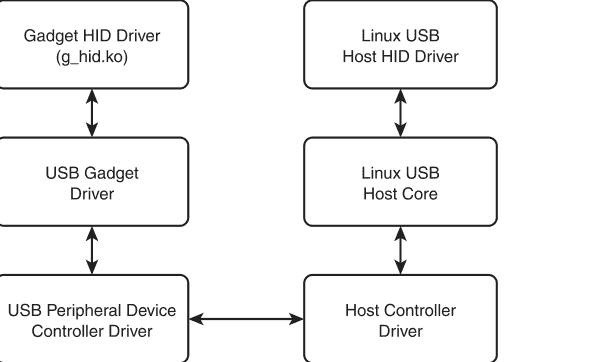 Gadget HID Driver
(g_hid.ko)
Linux USB
Host HID Driver
USB Gadget
Driver
Linux USB
Host Core
USB Peripheral Device
Controller Driver
Host Controller
Driver